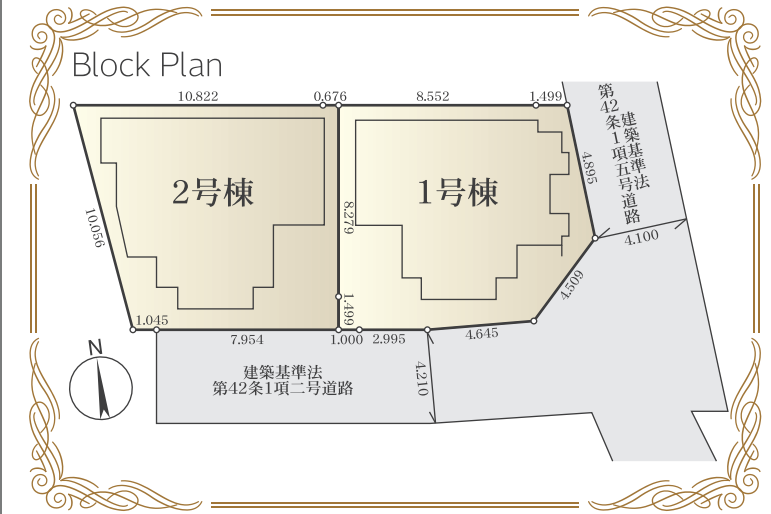 Block Plan
10.822
0.676
8.552
1.499
第42条1項五号道路
建築基準法
4.895
2号棟
1号棟
8.279
10.056
4.100
4.509
1.499
1.045
7.954
1.000
2.995
4.645
N
4.210
建築基準法
第42条1項二号道路